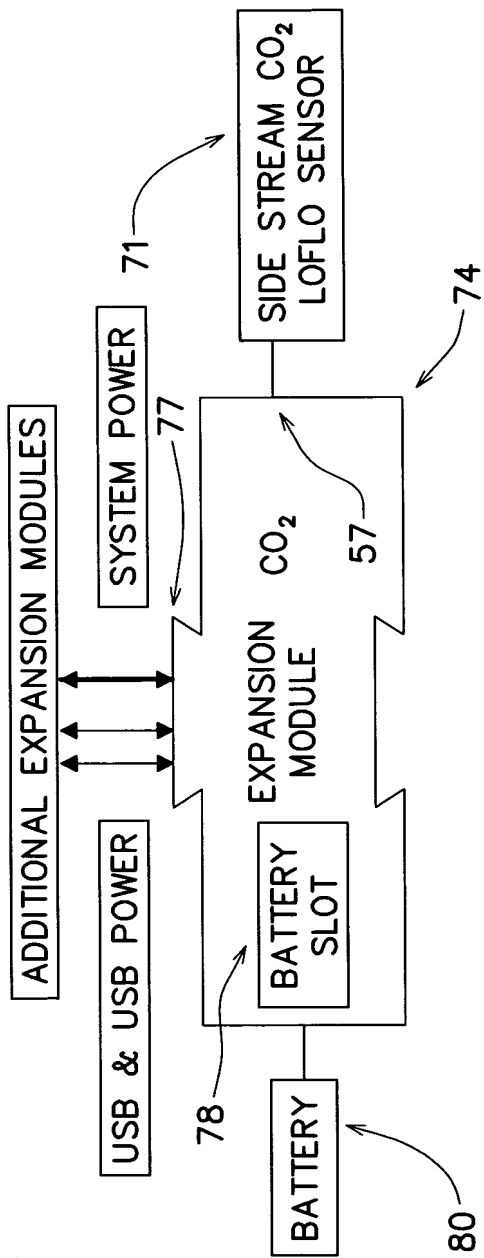 ADDITIONAL EXPANSION MODULES
USB & USB POWER
SYSTEM POWER
77
71
78
BATTERY
SLOT
EXPANSION
MODULE
CO₂
57
SIDE STREAM CO₂
LOFLO SENSOR
BATTERY
80
74